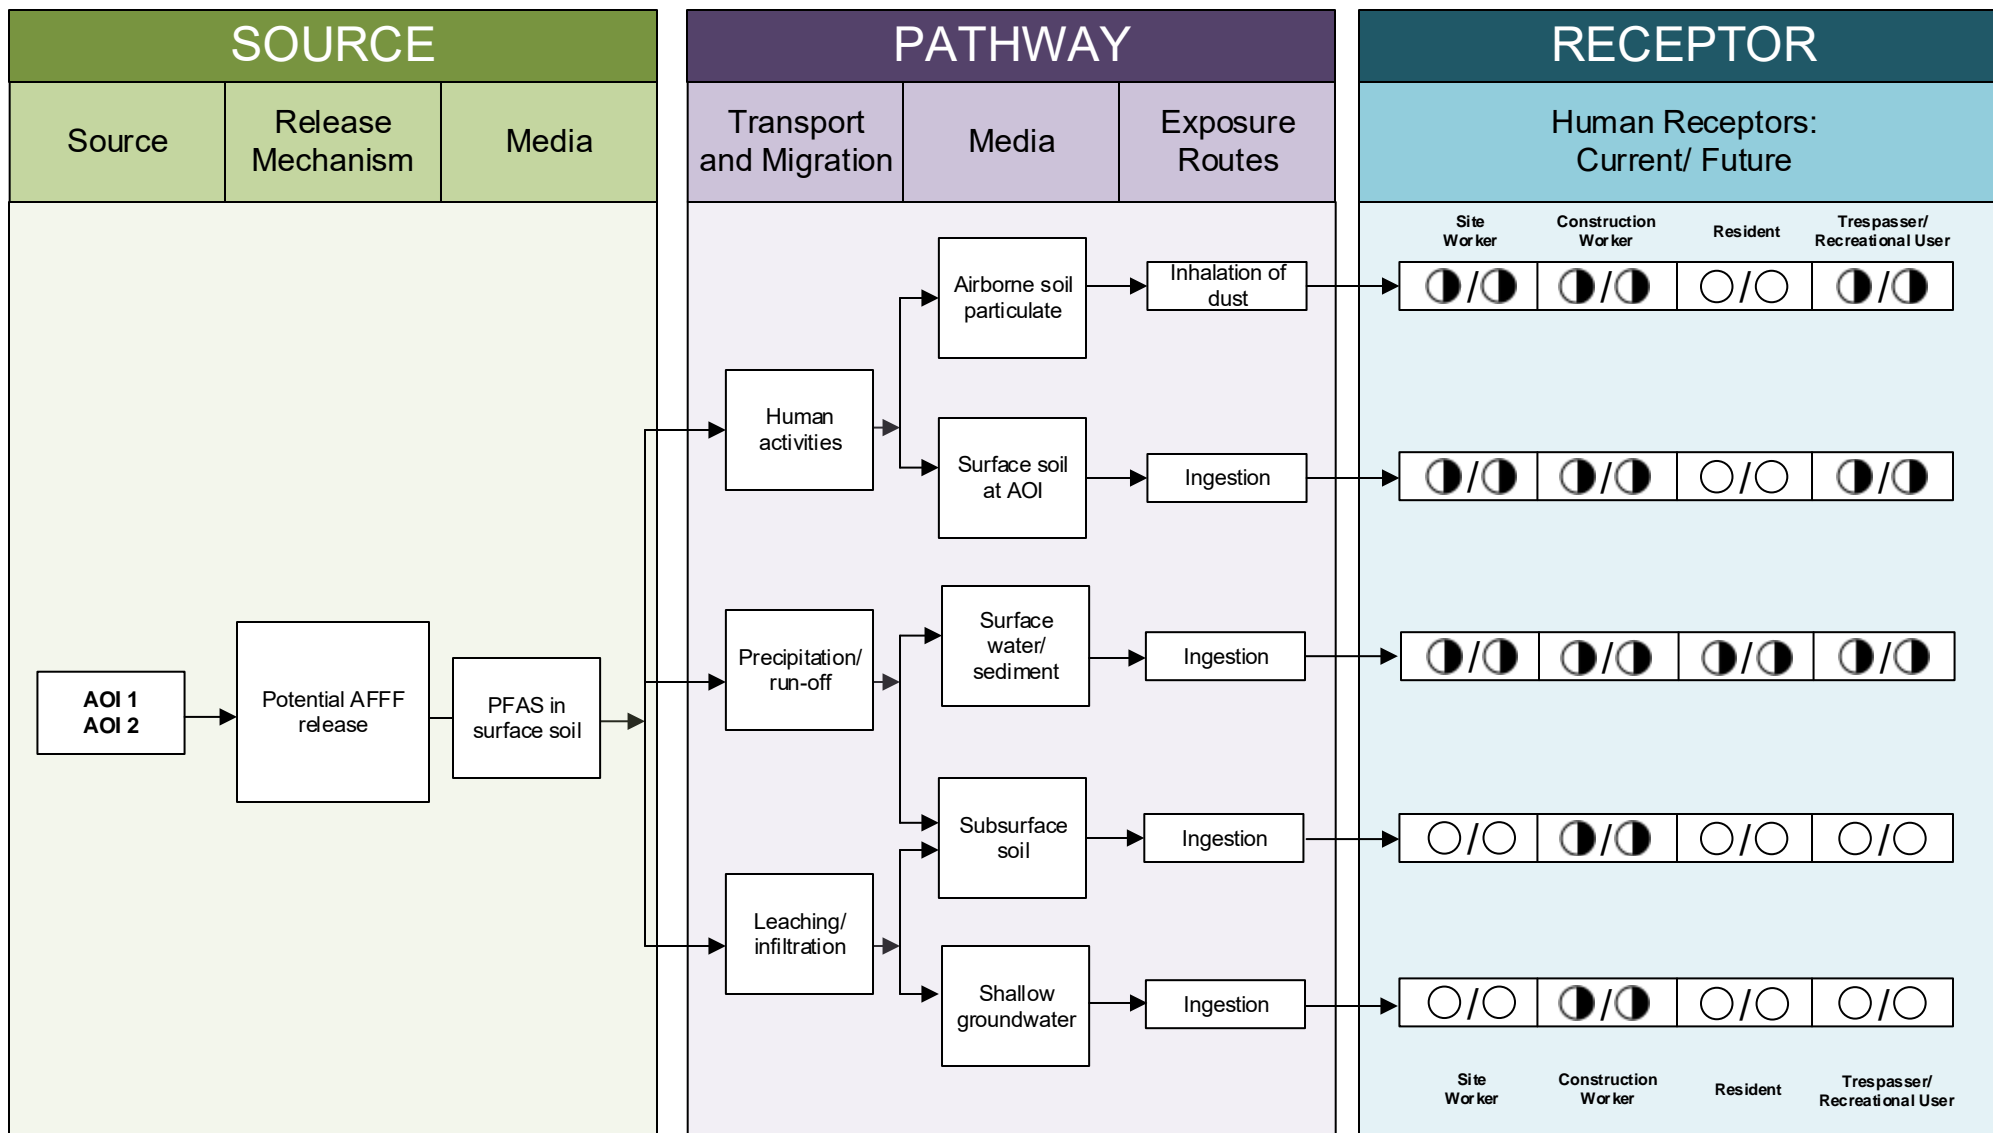 SOURCE
PATHWAY
RECEPTOR
Source
Release
Mechanism
Media
Transport
and Migration
Media
Exposure
Routes
Human Receptors:
Current/ Future
Site
Worker
Construction
Worker
Resident
Trespasser/
Recreational User
Airborne soil
particulate
Inhalation of
dust
/
/
/
/
Human
activities
Surface soil
at AOI
Ingestion
/
/
/
/
AOI 1
AOI 2
Potential AFFF
release
PFAS in
surface soil
Precipitation/
run-off
Surface
water/
sediment
Ingestion
/
/
/
/
Subsurface
soil
Ingestion
/
/
/
/
Leaching/
infiltration
Shallow
groundwater
Ingestion
/
/
/
/
Site
Worker
Construction
Worker
Resident
Trespasser/
Recreational User